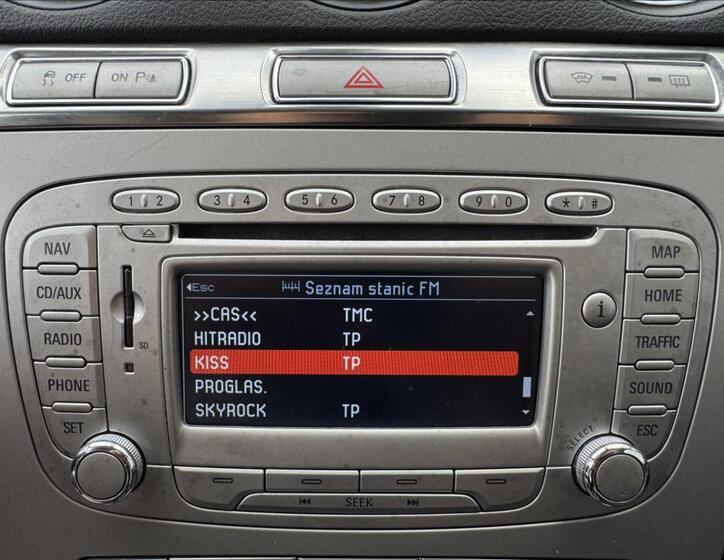 OFF ON P
1 2 3 4 5 6 7 8 9 0 * #
NAV
CD/AUX
RADIO
PHONE
SET
SD
Esc Seznam stanic FM
>>CAS<< TMC
HITRADIO TP
KISS TP
PROGLAS.
SKYROCK TP
i
MAP
HOME
TRAFFIC
SOUND
ESC
SELECT
SEEK